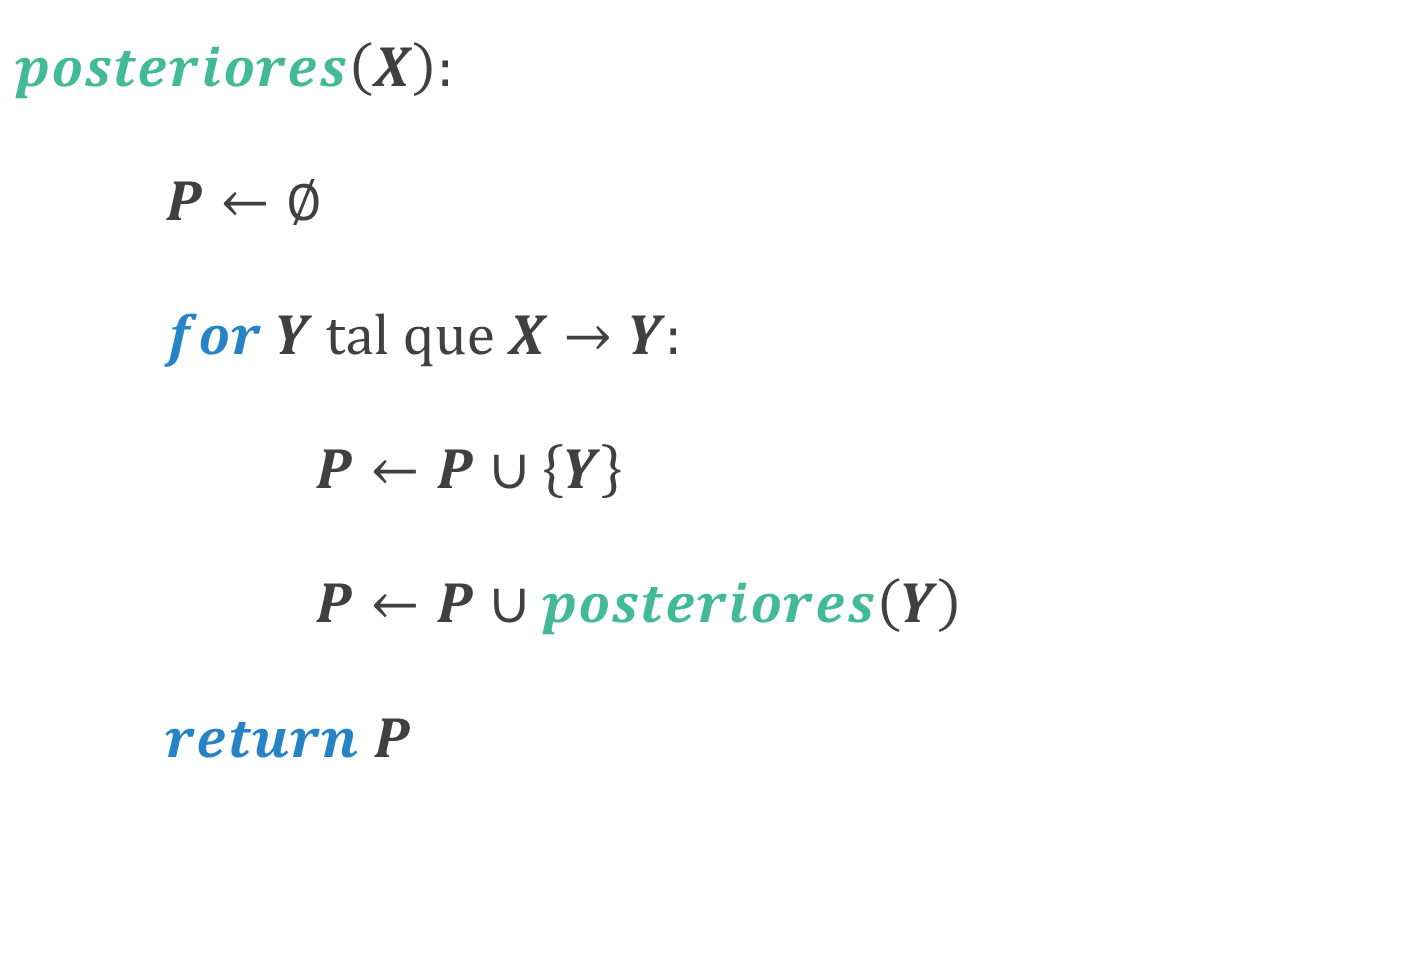 posteriores(X):
P ← ∅
for Y tal que X → Y:
P ← P ∪ {Y}
P ← P ∪ posteriores(Y)
return P